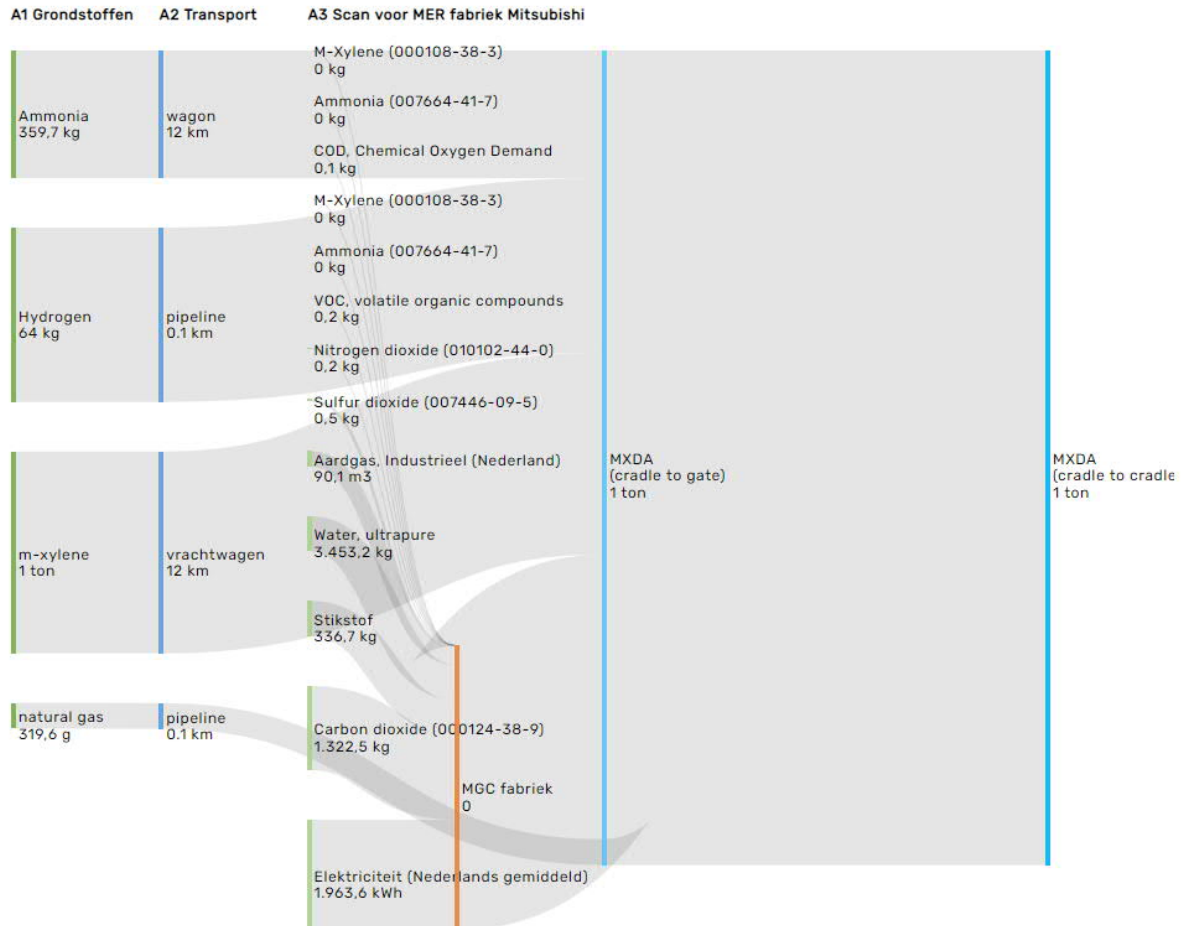 A1 Grondstoffen
A2 Transport
A3 Scan voor MER fabriek Mitsubishi
M-Xylene (000108-38-3)
0 kg
Ammonia
359,7 kg
wagon
12 km
Ammonia (007664-41-7)
0 kg
COD, Chemical Oxygen Demand
0,1 kg
M-Xylene (000108-38-3)
0 kg
Ammonia (007664-41-7)
0 kg
Hydrogen
64 kg
pipeline
0.1 km
VOC, volatile organic compounds
0,2 kg
Nitrogen dioxide (010102-44-0)
0,2 kg
Sulfur dioxide (007446-09-5)
0,5 kg
Aardgas, Industrieel (Nederland)
90,1 m3
MXDA
(cradle to gate)
1 ton
MXDA
(cradle to cradle
1 ton
m-xylene
1 ton
vrachtwagen
12 km
Water, ultrapure
3.453,2 kg
Stikstof
336,7 kg
natural gas
319,6 g
pipeline
0.1 km
Carbon dioxide (000124-38-9)
1.322,5 kg
MGC fabriek
0
Elektriciteit (Nederlands gemiddeld)
1.963,6 kWh